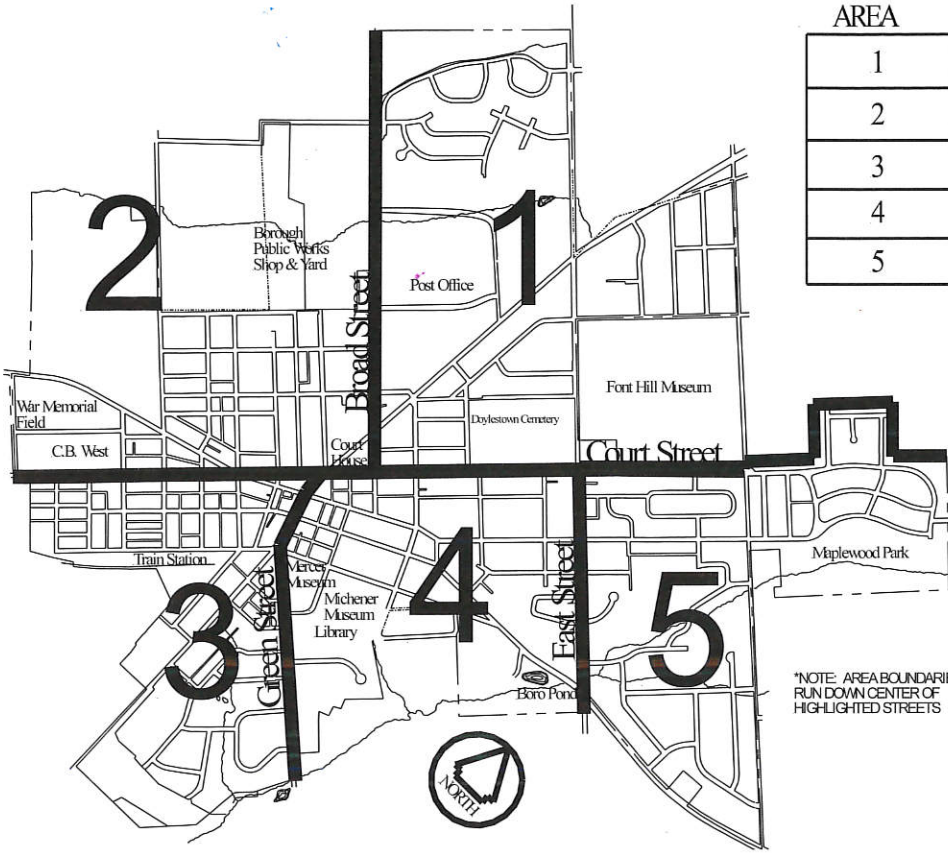 AREA
1
2
3
4
5
2
1
Borough
Public Works
Shop & Yard
Post Office
Broad Street
Font Hill Museum
War Memorial
Field
C.B. West
Doylestown Cemetery
Court
House
Court Street
Train Station
Mercer
Museum
Michener
Museum
Library
3
Green Street
4
East Street
5
Maplewood Park
Boro Pond
*NOTE: AREA BOUNDARIE
RUN DOWN CENTER OF
HIGHLIGHTED STREETS
NORTH